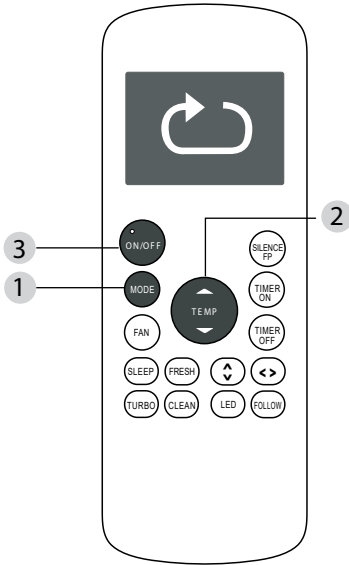 2
3
ON/OFF
SILENCE
FP
1
MODE
TEMP
TIMER
ON
FAN
TIMER
OFF
SLEEP FRESH
TURBO CLEAN LED FOLLOW